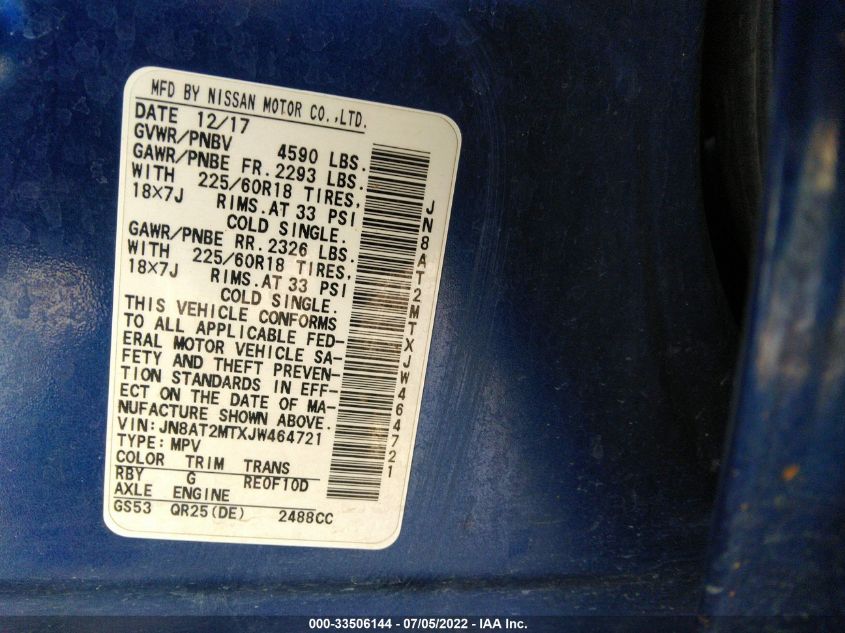 MFD BY NISSAN MOTOR CO.,LTD.
DATE 12/17
GVWR/PNBV 4590 LBS.
GAWR/PNBE FR. 2293 LBS.
WITH 225/60R18 TIRES,
18×7J RIMS.AT 33 PSI
COLD SINGLE.
GAWR/PNBE RR. 2326 LBS.
WITH 225/60R18 TIRES,
18×7J RIMS.AT 33 PSI
COLD SINGLE.
THIS VEHICLE CONFORMS
TO ALL APPLICABLE FED-
ERAL MOTOR VEHICLE SA-
FETY AND THEFT PREVEN-
TION STANDARDS IN EFF-
ECT ON THE DATE OF MA-
NUFACTURE SHOWN ABOVE.
VIN:JN8AT2MTXJW464721
TYPE:MPV
COLOR TRIM TRANS
RBY G RE0F10D
AXLE ENGINE
GS53 QR25(DE) 2488CC
JN8AT2MTXJW464721
000-33506144 - 07/05/2022 - IAA Inc.